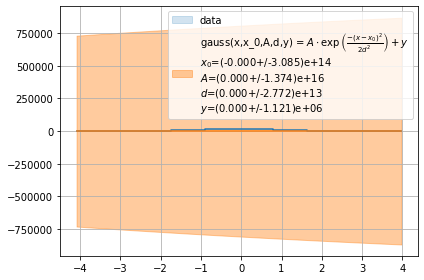 data
gauss(x,x_0,A,d,y) = A · exp (−(x−x₀)²/2d²) + y
x₀=(-0.000+/-3.085)e+14
A=(0.000+/-1.374)e+16
d=(0.000+/-2.772)e+13
y=(0.000+/-1.121)e+06
750000
500000
250000
0
−250000
−500000
−750000
−4 −3 −2 −1 0 1 2 3 4